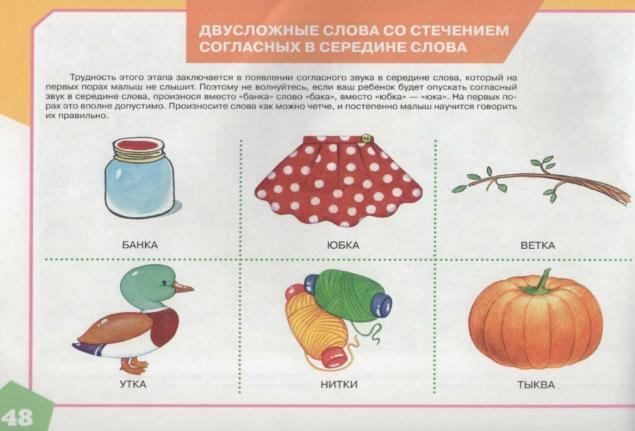 ДВУСЛОЖНЫЕ СЛОВА СО СТЕЧЕНИЕМ
СОГЛАСНЫХ В СЕРЕДИНЕ СЛОВА
Трудность этого этапа заключается в появлении согласного звука в середине слова, который на
первых порах малыш не слышит. Поэтому не волнуйтесь, если ваш ребенок будет опускать согласный
звук в середине слова, произнося вместо «банка» слово «бака», вместо «юбка» — «юка». На первых по-
рах это вполне допустимо. Произносите слова как можно четче, и постепенно малыш научится говорить
их правильно.
БАНКА
ЮБКА
ВЕТКА
УТКА
НИТКИ
ТЫКВА
48